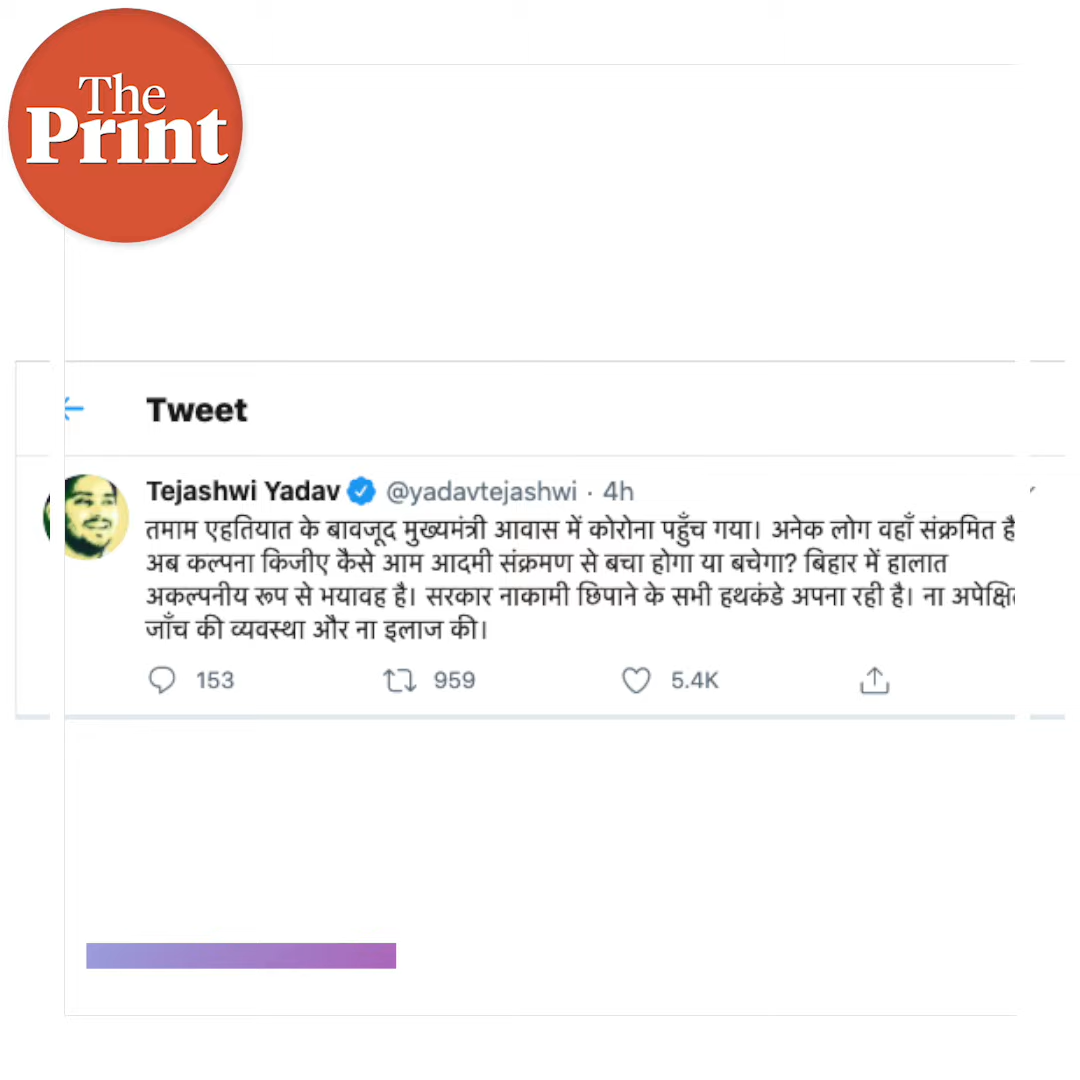 The
Print
Tweet
Tejashwi Yadav @yadavtejashwi · 4h
तमाम एहतियात के बावजूद मुख्यमंत्री आवास में कोरोना पहुँच गया। अनेक लोग वहाँ संक्रमित है
अब कल्पना किजीए कैसे आम आदमी संक्रमण से बचा होगा या बचेगा? बिहार में हालात
अकल्पनीय रूप से भयावह है। सरकार नाकामी छिपाने के सभी हथकंडे अपना रही है। ना
जाँच की व्यवस्था और ना इलाज की।
153 959 5.4K